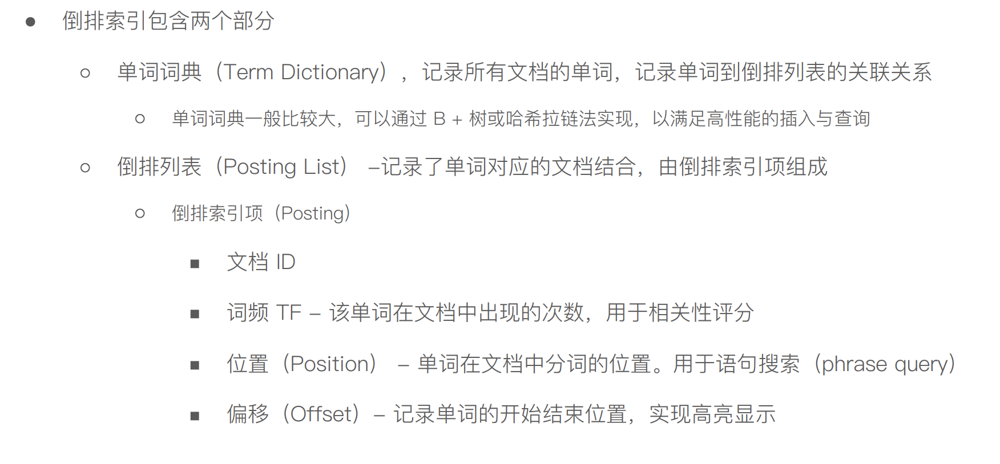 倒排索引包含两个部分
单词词典（Term Dictionary），记录所有文档的单词，记录单词到倒排列表的关联关系
单词词典一般比较大，可以通过 B + 树或哈希拉链法实现，以满足高性能的插入与查询
倒排列表（Posting List） –记录了单词对应的文档结合，由倒排索引项组成
倒排索引项（Posting）
文档 ID
词频 TF – 该单词在文档中出现的次数，用于相关性评分
位置（Position） – 单词在文档中分词的位置。用于语句搜索（phrase query）
偏移（Offset）– 记录单词的开始结束位置，实现高亮显示